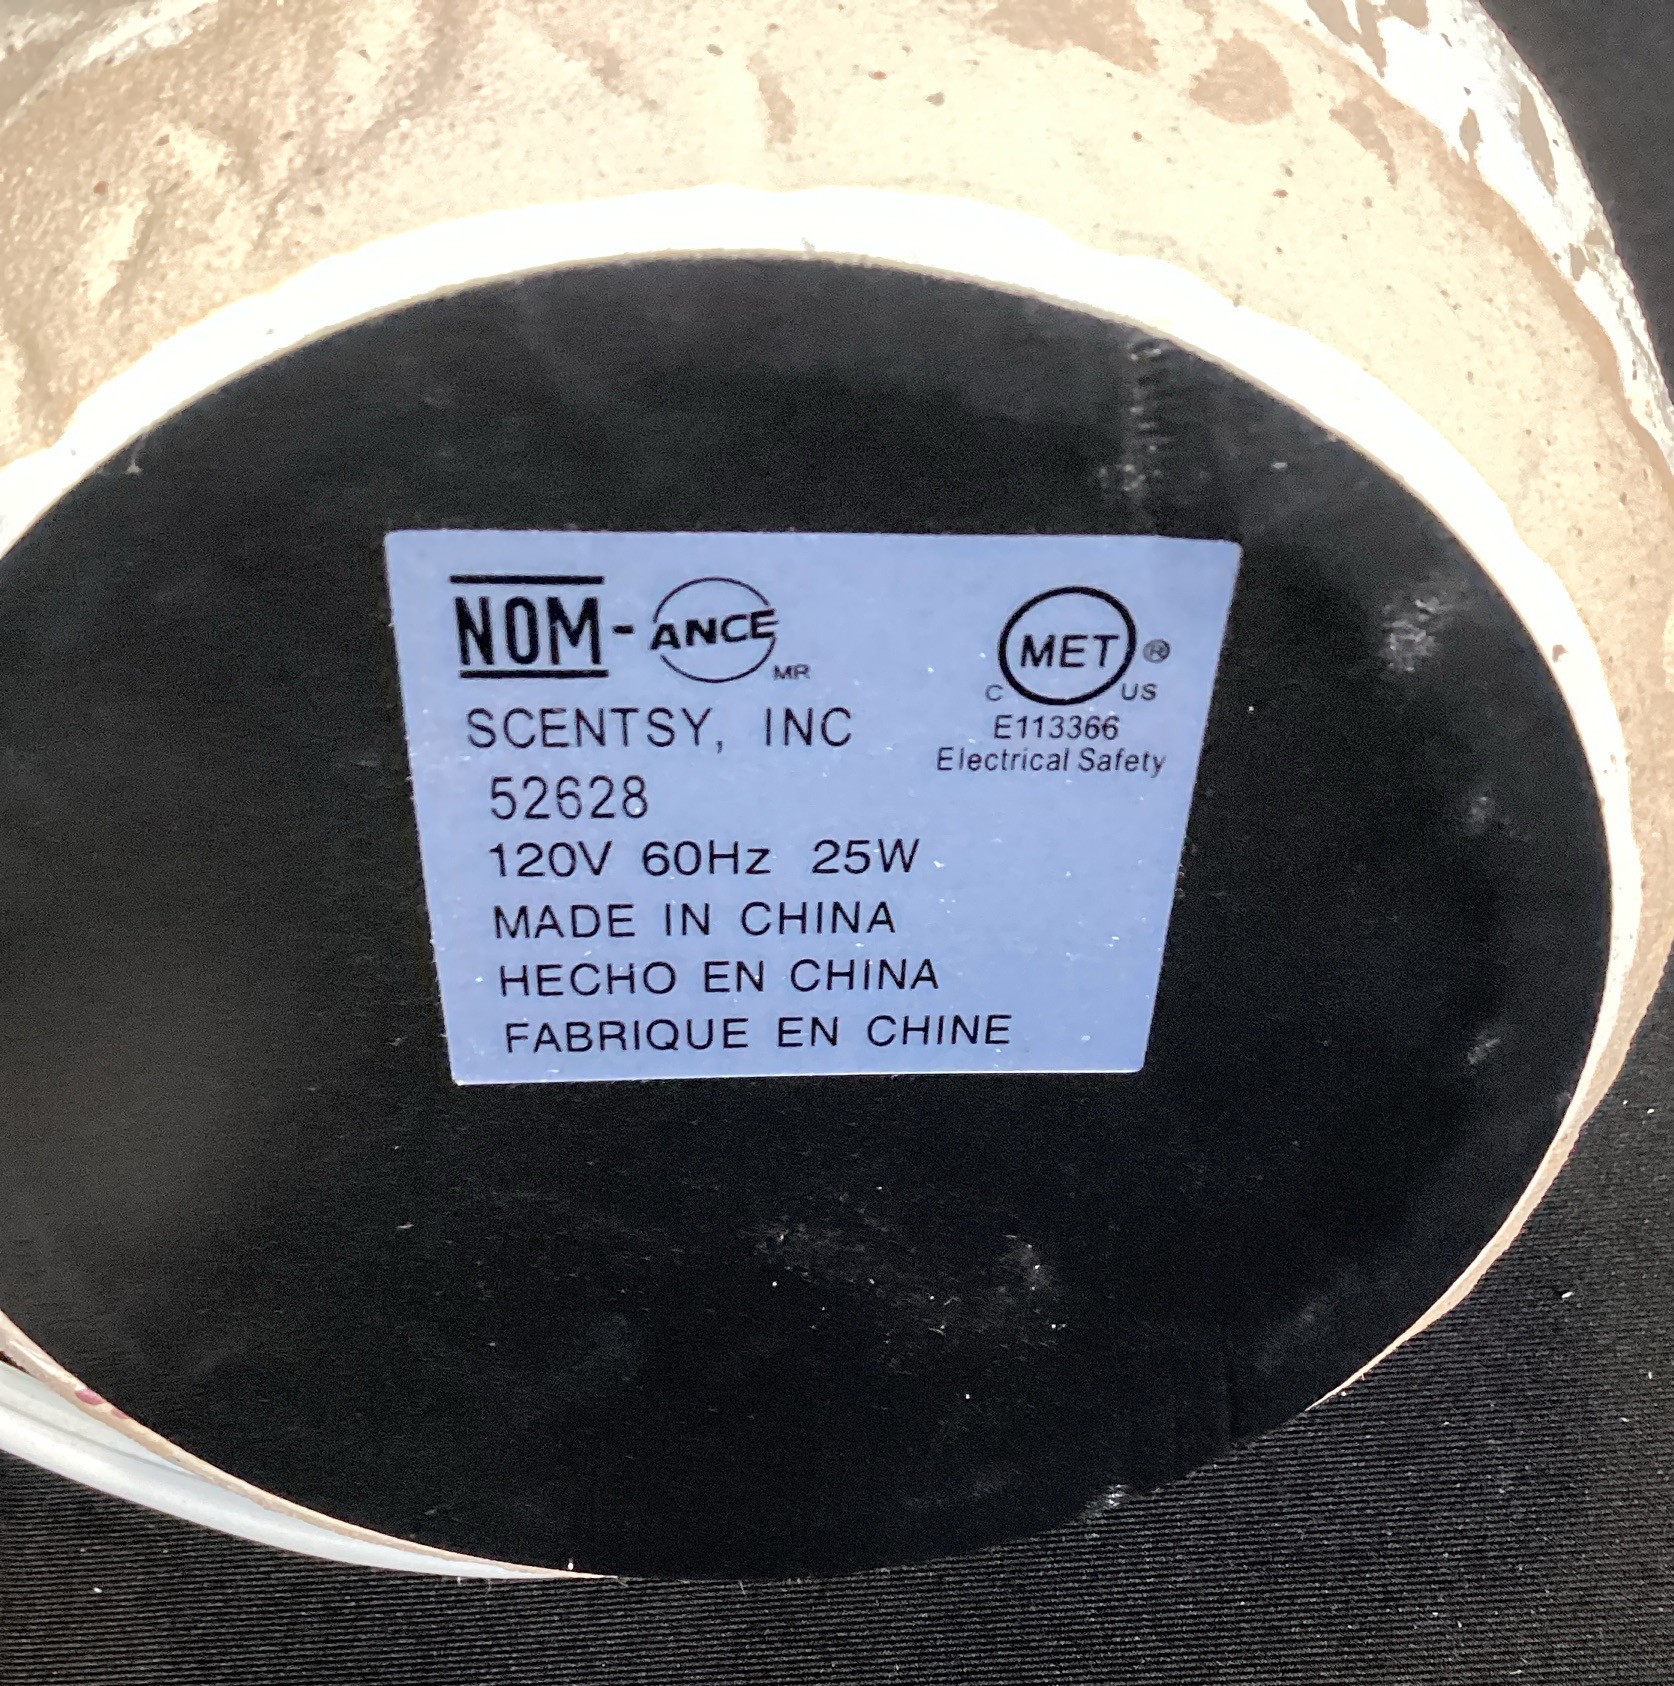 NOM-ANCE MR
MET®
C US
SCENTSY, INC
E113366
Electrical Safety
52628
120V 60Hz 25W
MADE IN CHINA
HECHO EN CHINA
FABRIQUE EN CHINE